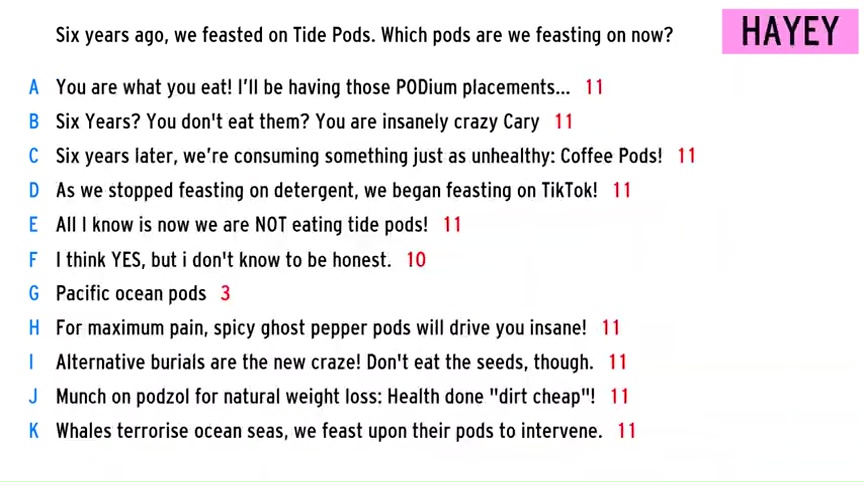 Six years ago, we feasted on Tide Pods. Which pods are we feasting on now?
HAYEY
A You are what you eat! I'll be having those PODium placements... 11
B Six Years? You don't eat them? You are insanely crazy Cary 11
C Six years later, we're consuming something just as unhealthy: Coffee Pods! 11
D As we stopped feasting on detergent, we began feasting on TikTok! 11
E All I know is now we are NOT eating tide pods! 11
F I think YES, but i don't know to be honest. 10
G Pacific ocean pods 3
H For maximum pain, spicy ghost pepper pods will drive you insane! 11
I Alternative burials are the new craze! Don't eat the seeds, though. 11
J Munch on podzol for natural weight loss: Health done "dirt cheap"! 11
K Whales terrorise ocean seas, we feast upon their pods to intervene. 11